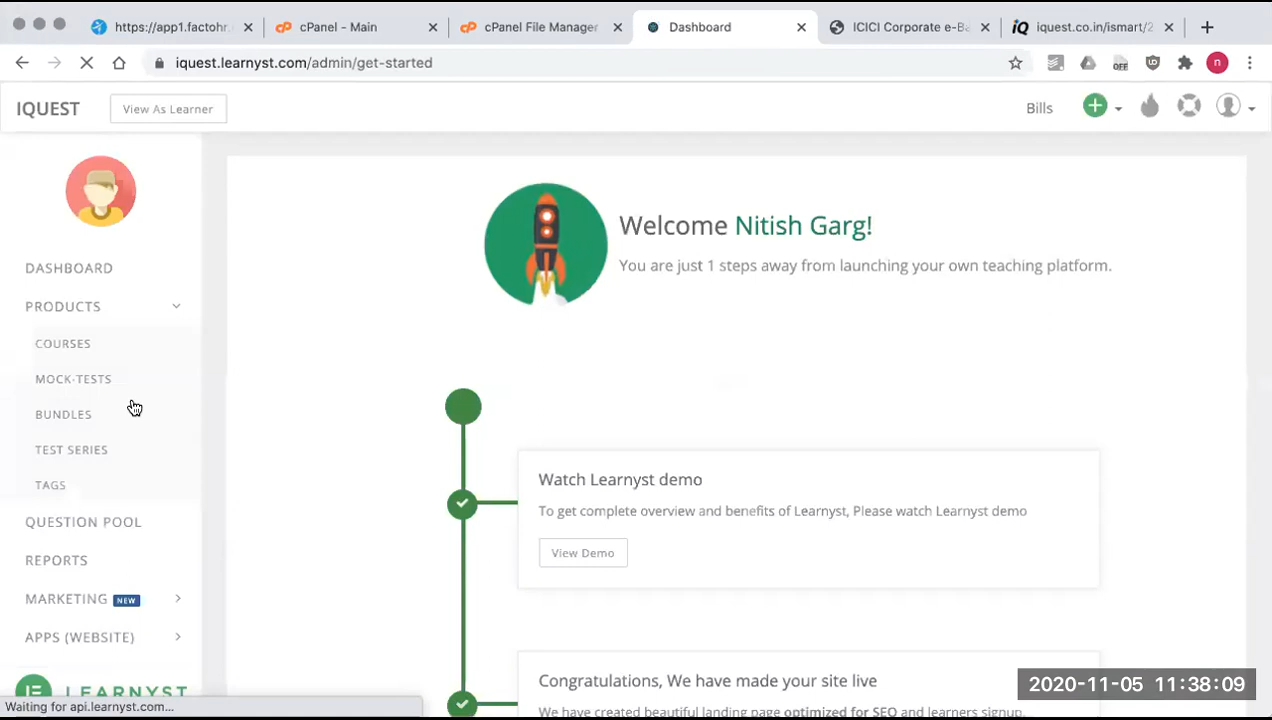 https://app1.factohr.
cPanel - Main
cPanel File Manager
Dashboard
ICICI Corporate e-Ba
iQ iquest.co.in/ismart/2
iquest.learnyst.com/admin/get-started
OFF
n
IQUEST
View As Learner
Bills
Welcome Nitish Garg!
You are just 1 steps away from launching your own teaching platform.
DASHBOARD
PRODUCTS
COURSES
MOCK-TESTS
BUNDLES
TEST SERIES
TAGS
QUESTION POOL
REPORTS
MARKETING NEW
APPS (WEBSITE)
LEARNYST
Watch Learnyst demo
To get complete overview and benefits of Learnyst, Please watch Learnyst demo
View Demo
Congratulations, We have made your site live
We have created beautiful landing page optimized for SEO and learners signup.
Waiting for api.learnyst.com...
2020-11-05 11:38:09